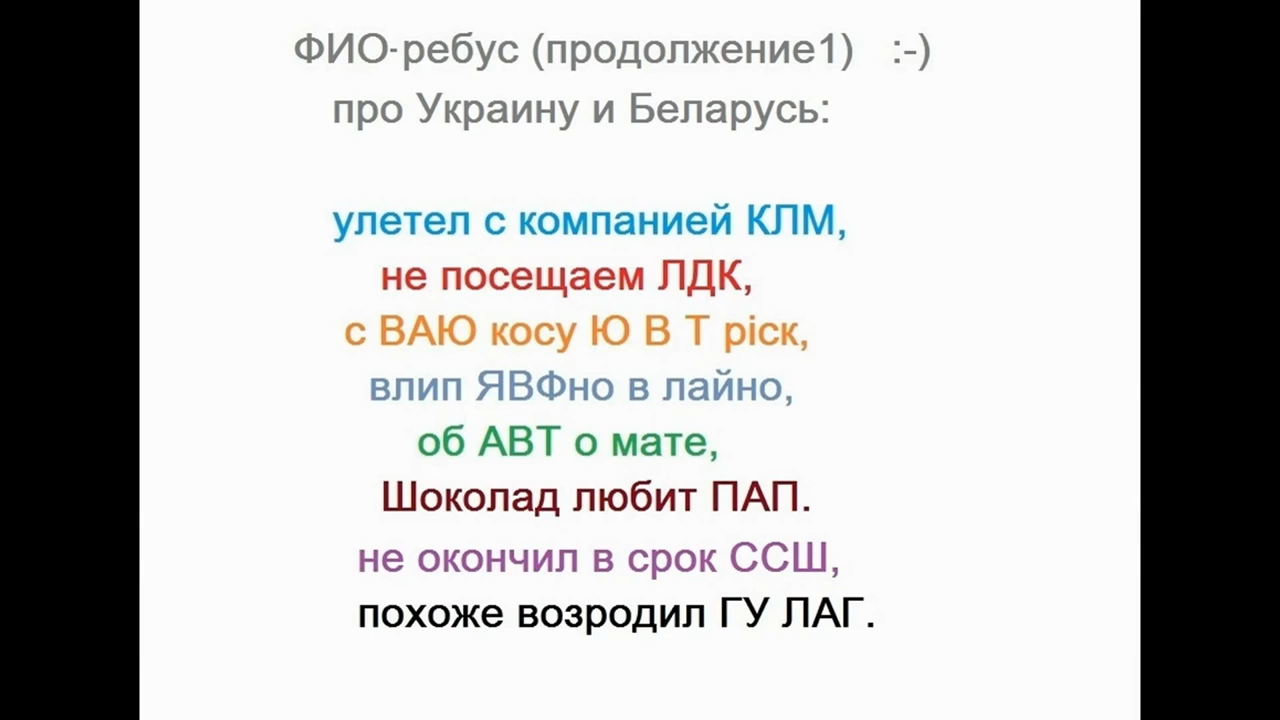 ФИО-ребус (продолжение1) :-)
про Украину и Беларусь:
улетел с компанией КЛМ,
не посещаем ЛДК,
с ВАЮ косу Ю В Т рiск,
влип ЯВФно в лайно,
об АВТ о мате,
Шоколад любит ПАП.
не окончил в срок ССШ,
похоже возродил ГУ ЛАГ.